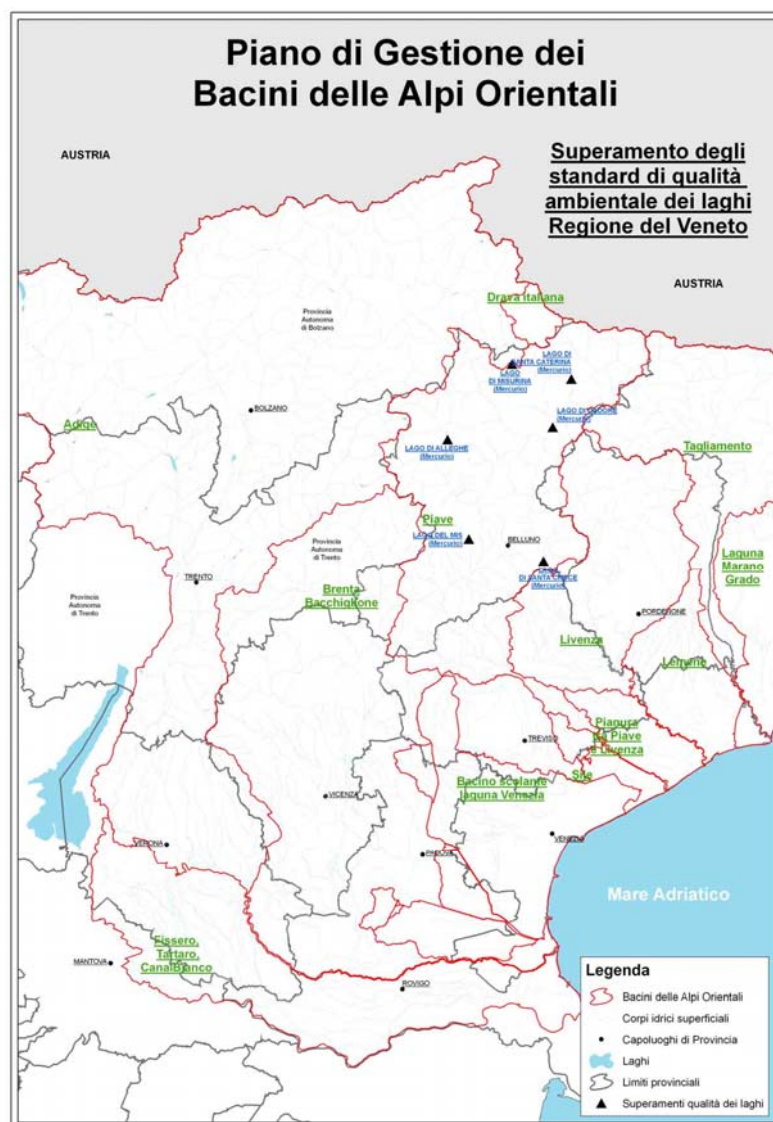 Piano di Gestione dei
Bacini delle Alpi Orientali
AUSTRIA
Superamento degli
standard di qualità
ambientale dei laghi
Regione del Veneto
AUSTRIA
Drava italiana
Provincia
Autonoma
di Bolzano
LAGO DI
SANTA CATERINA
(Mercurio)
LAGO
DI MISURINA
(Mercurio)
BOLZANO
LAGO DI
(Mercurio)
Adige
LAGO DI ALLEGHE
(Mercurio)
Tagliamento
Piave
LAGO DEL MIS
(Mercurio)
BELLUNO
Provincia
Autonoma
di Trento
Laguna
Marano
Grado
TRENTO
DI SANTA CROCE
(Mercurio)
Provincia
Autonoma
di Trento
Brenta
Bacchiglione
PORDENONE
Livenza
Lemene
Pianura
tra Piave
e Livenza
TREVISO
Sile
Bacino scolante
laguna Venezia
VICENZA
VENEZIA
VERONA
PADOVA
Mare Adriatico
Fissero,
Tartaro,
CanalBianco
MANTOVA
ROVIGO
Legenda
Bacini delle Alpi Orientali
Corpi idrici superficiali
Capoluoghi di Provincia
Laghi
Limiti provinciali
Superamenti qualità dei laghi